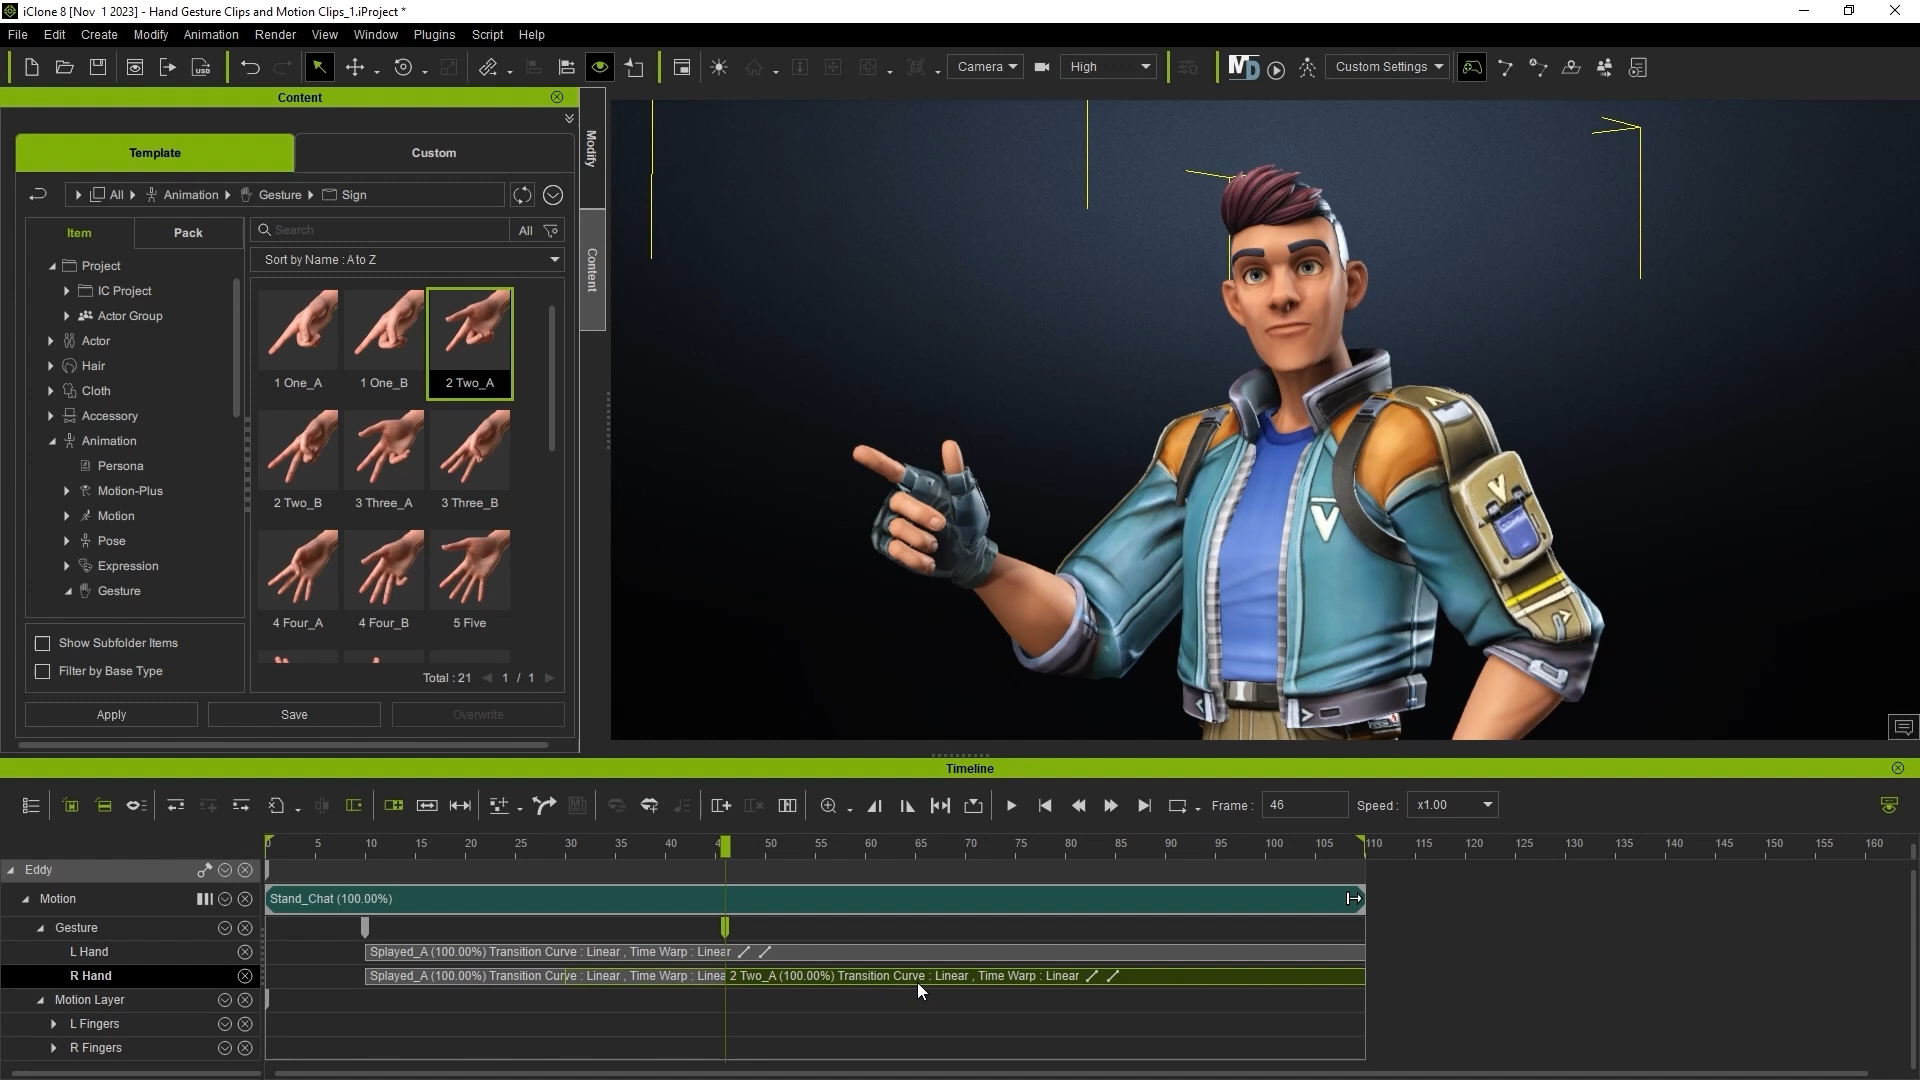 iClone 8 [Nov  1 2023] - Hand Gesture Clips and Motion Clips_1.iProject *
File Edit Create Modify Animation Render View Window Plugins Script Help
USD Camera High MD Custom Settings
Content
Template Custom
All Animation Gesture Sign
Item Pack
Search All
Sort by Name : A to Z
Project
IC Project
Actor Group
Actor
Hair
Cloth
Accessory
Animation
Persona
Motion-Plus
Motion
Pose
Expression
Gesture
1 One_A 1 One_B 2 Two_A
2 Two_B 3 Three_A 3 Three_B
4 Four_A 4 Four_B 5 Five
Show Subfolder Items
Filter by Base Type
Total : 21 1 / 1
Apply Save Overwrite
Modify
Content
Timeline
Frame : 46 Speed : x1.00
0 5 10 15 20 25 30 35 40 4 50 55 60 65 70 75 80 85 90 95 100 105 110 115 120 125 130 135 140 145 150 155 160
Eddy
Motion Stand_Chat (100.00%)
Gesture
L Hand Splayed_A (100.00%) Transition Curve : Linear , Time Warp : Linear
R Hand Splayed_A (100.00%) Transition Curve : Linear , Time Warp : Linea 2 Two_A (100.00%) Transition Curve : Linear , Time Warp : Linear
Motion Layer
L Fingers
R Fingers